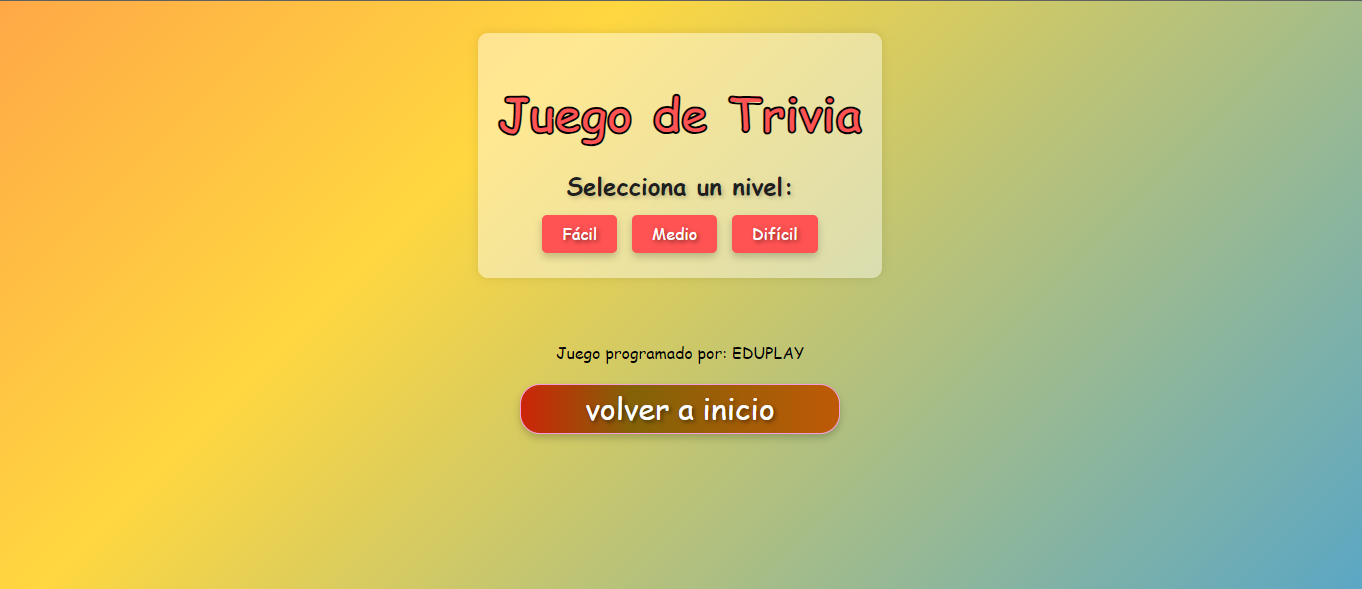 Juego de Trivia
Selecciona un nivel:
Fácil Medio Difícil
Juego programado por: EDUPLAY
volver a inicio